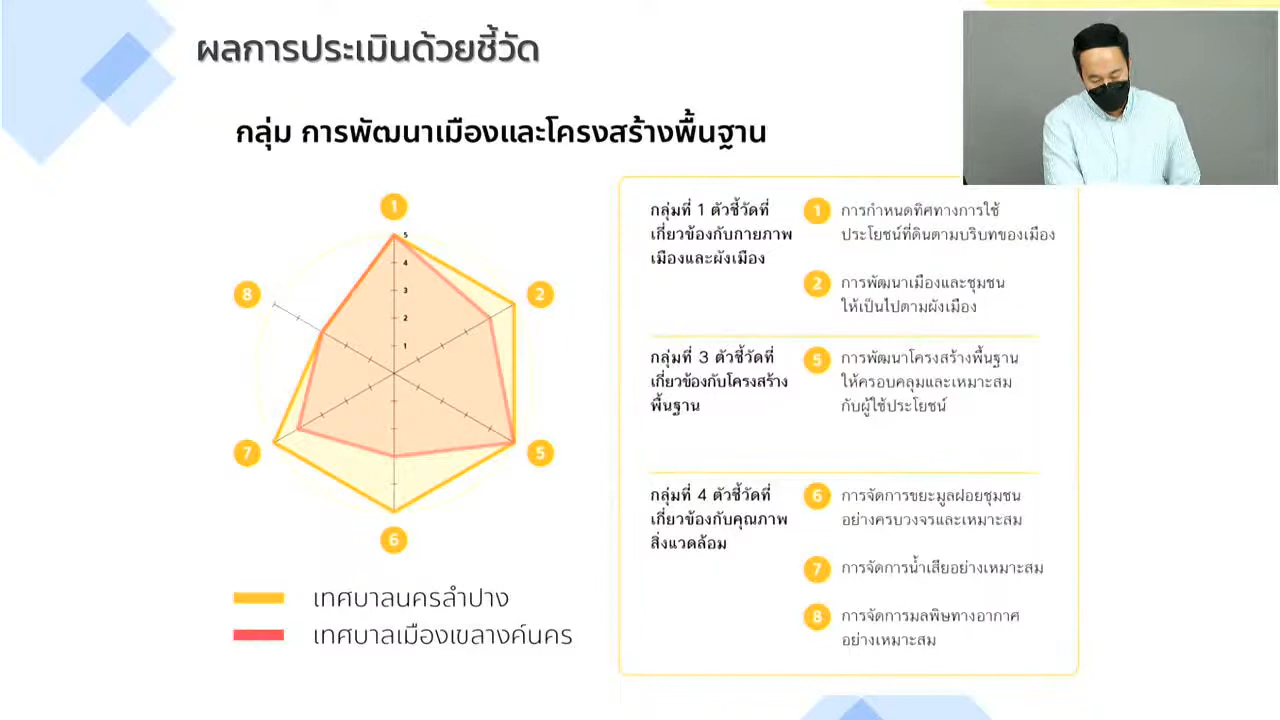 ผลการประเมินด้วยชี้วัด
กลุ่ม การพัฒนาเมืองและโครงสร้างพื้นฐาน
1
5
4
3
2
1
8
2
7
5
6
เทศบาลนครลำปาง
เทศบาลเมืองเขลางค์นคร
กลุ่มที่ 1 ตัวชี้วัดที่
เกี่ยวข้องกับกายภาพ
เมืองและผังเมือง
1
การกำหนดทิศทางการใช้
ประโยชน์ที่ดินตามบริบทของเมือง
2
การพัฒนาเมืองและชุมชน
ให้เป็นไปตามผังเมือง
กลุ่มที่ 3 ตัวชี้วัดที่
เกี่ยวข้องกับโครงสร้าง
พื้นฐาน
5
การพัฒนาโครงสร้างพื้นฐาน
ให้ครอบคลุมและเหมาะสม
กับผู้ใช้ประโยชน์
กลุ่มที่ 4 ตัวชี้วัดที่
เกี่ยวข้องกับคุณภาพ
สิ่งแวดล้อม
6
การจัดการขยะมูลฝอยชุมชน
อย่างครบวงจรและเหมาะสม
7
การจัดการน้ำเสียอย่างเหมาะสม
8
การจัดการมลพิษทางอากาศ
อย่างเหมาะสม